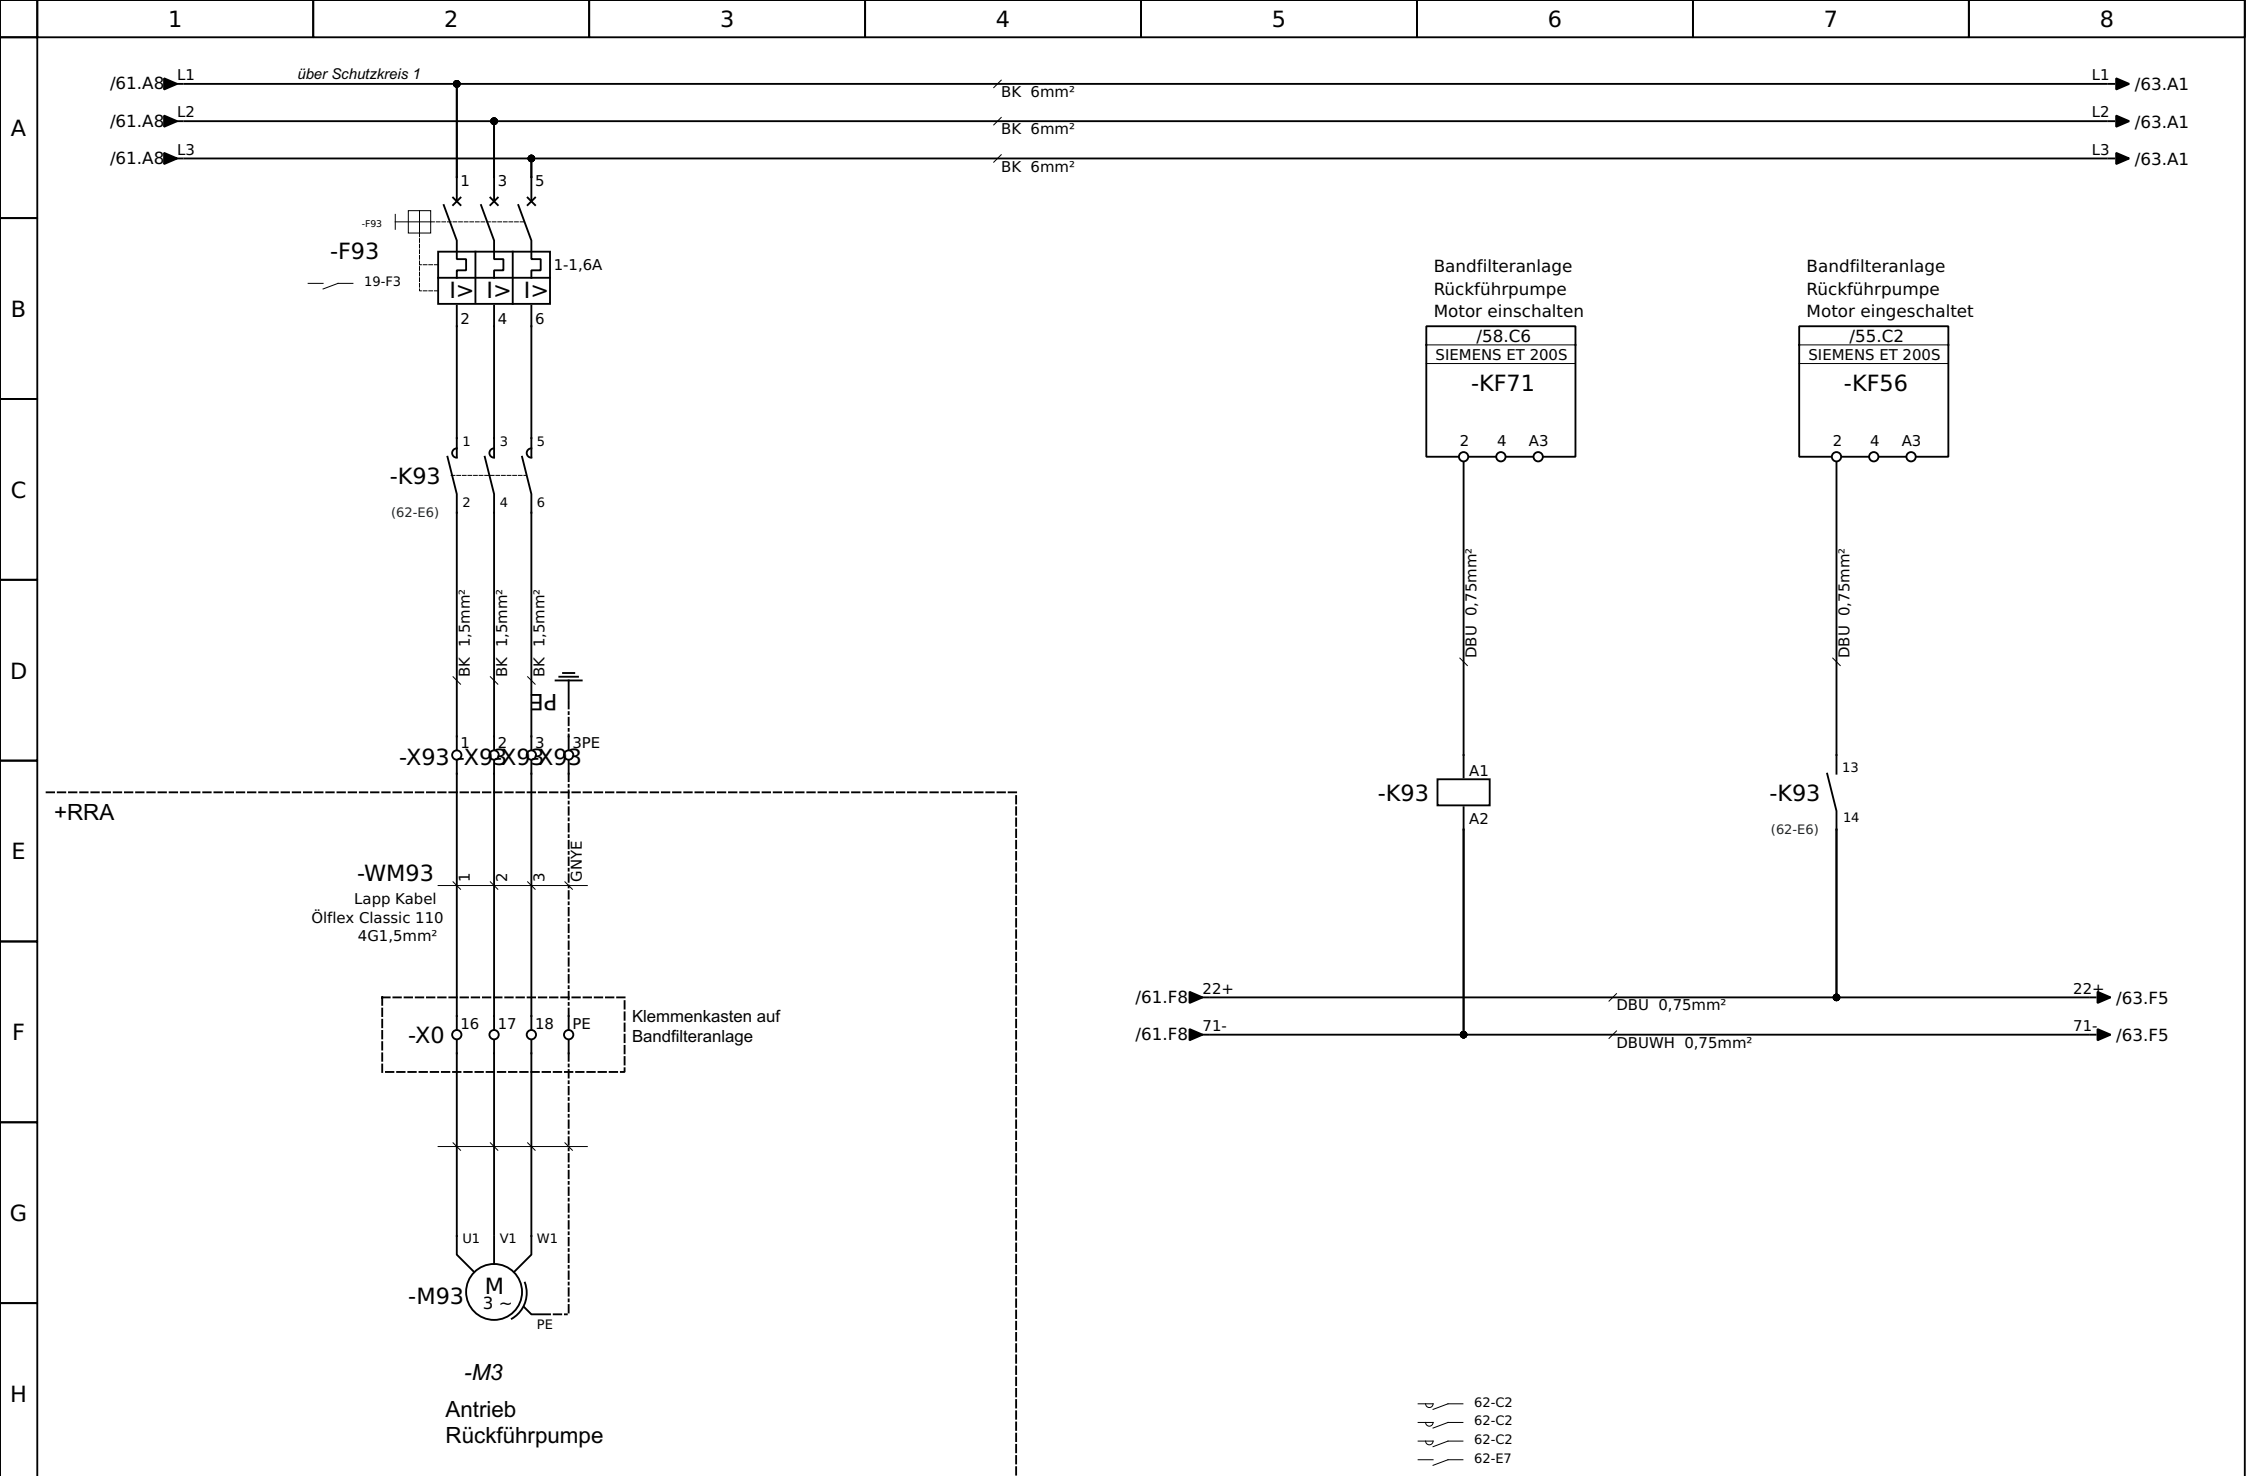 1 2 3 4 5 6 7 8
A
B
C
D
E
F
G
H
/61.A8 L1 über Schutzkreis 1 BK 6mm² L1 /63.A1
/61.A8 L2 BK 6mm² L2 /63.A1
/61.A8 L3 BK 6mm² L3 /63.A1
1 3 5
-F93
-F93
19-F3
1-1,6A
I> I> I>
2 4 6
1 3 5
-K93
(62-E6)
2 4 6
BK 1,5mm²
BK 1,5mm²
BK 1,5mm²
PE
1 2 3 3PE
-X93 -X93 -X93 -X93
+RRA
-WM93
1 2 3 GNYE
Lapp Kabel
Ölflex Classic 110
4G1,5mm²
-X0 16 17 18 PE
Klemmenkasten auf
Bandfilteranlage
U1 V1 W1
-M93
M
3 ~
PE
-M3
Antrieb
Rückführpumpe
Bandfilteranlage
Rückführpumpe
Motor einschalten
/58.C6
SIEMENS ET 200S
-KF71
2 4 A3
DBU 0,75mm²
-K93
A1
A2
Bandfilteranlage
Rückführpumpe
Motor eingeschaltet
/55.C2
SIEMENS ET 200S
-KF56
2 4 A3
DBU 0,75mm²
-K93
(62-E6)
13
14
/61.F8 22+ DBU 0,75mm² 22+ /63.F5
/61.F8 71- DBUWH 0,75mm² 71- /63.F5
62-C2
62-C2
62-C2
62-E7